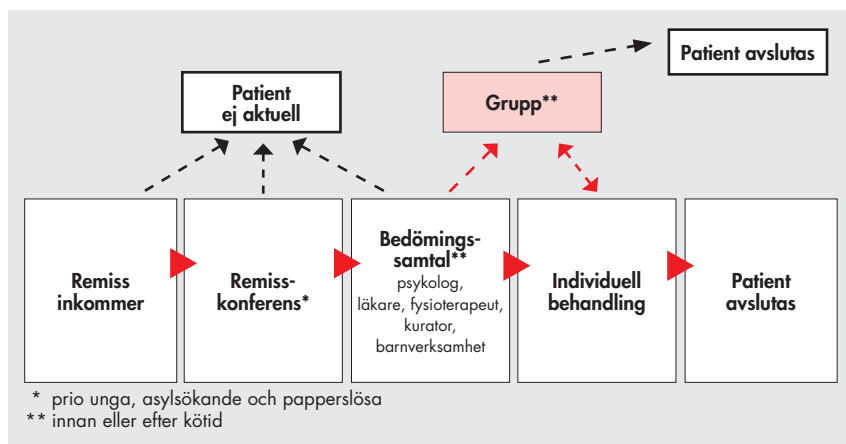 Patient avslutas
Patient
ej aktuell
Grupp**
Remiss
inkommer
Remiss-
konferens*
Bedömings-
samtal**
psykolog,
läkare, fysioterapeut,
kurator,
barnverksamhet
Individuell
behandling
Patient
avslutas
* prio unga, asylsökande och papperslösa
** innan eller efter kötid